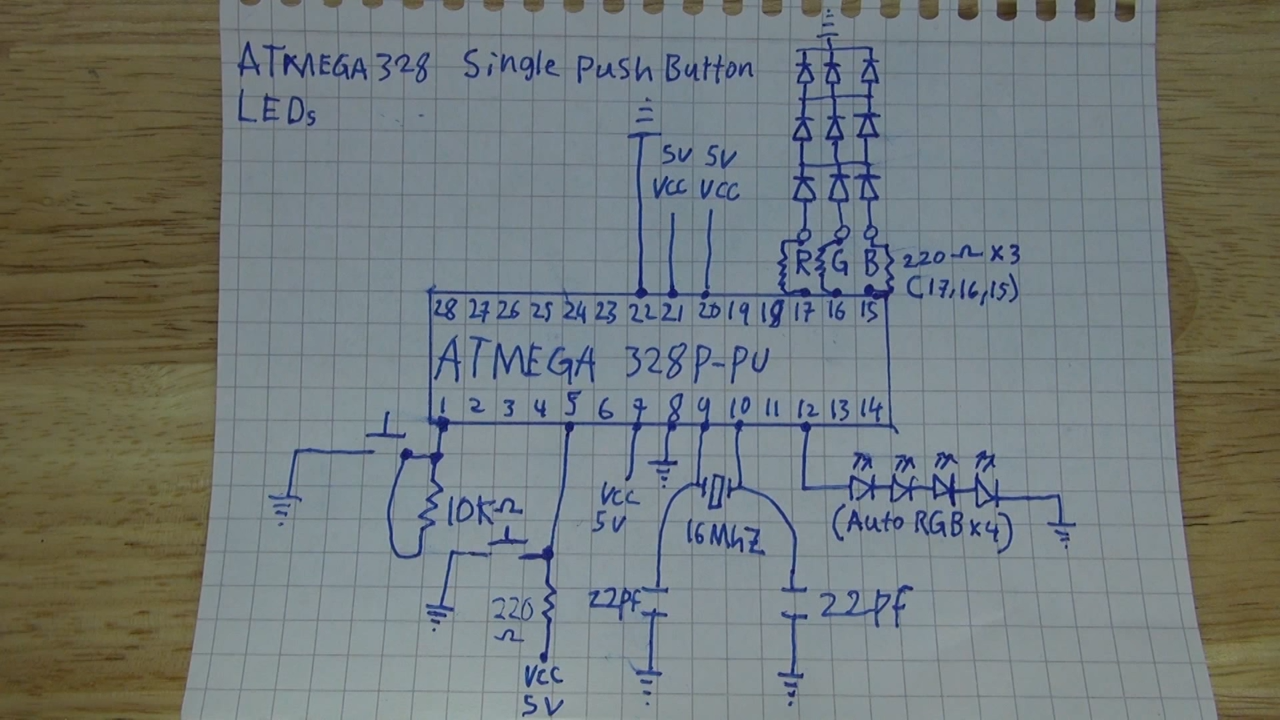 ATMEGA328 Single Push Button
LEDs
5V 5V
VCC VCC
R G B 220Ω x3
(17,16,15)
28 27 26 25 24 23 22 21 20 19 18 17 16 15
ATMEGA 328P-PU
1 2 3 4 5 6 7 8 9 10 11 12 13 14
10KΩ
VCC
5V
16MhZ
(Auto RGBx4)
220
Ω
22pf
22pf
VCC
5V